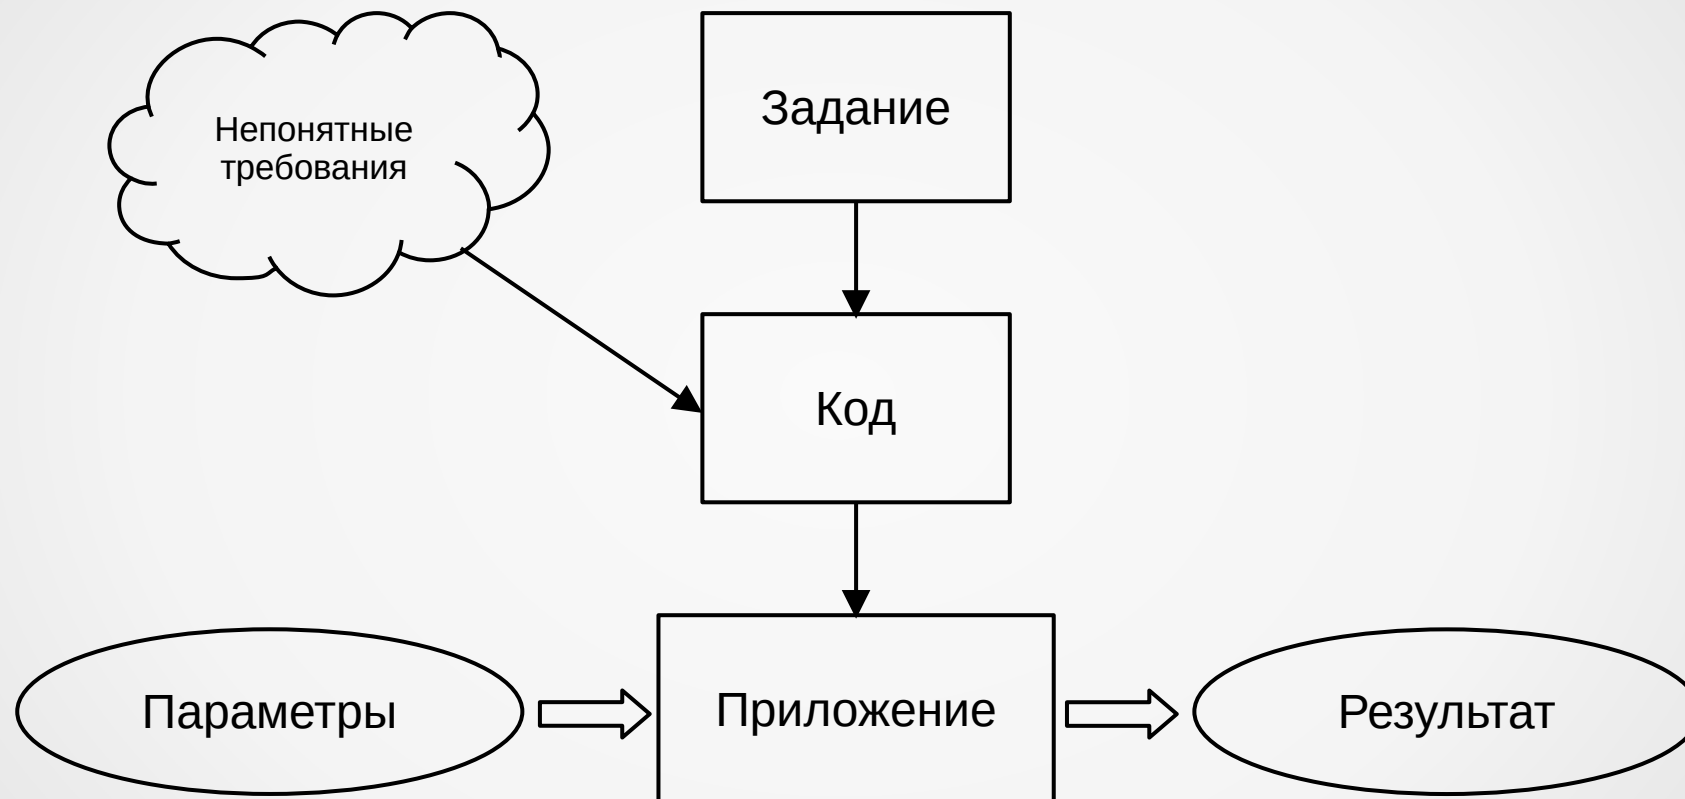 Непонятные
требования
Задание
Код
Параметры
Приложение
Результат